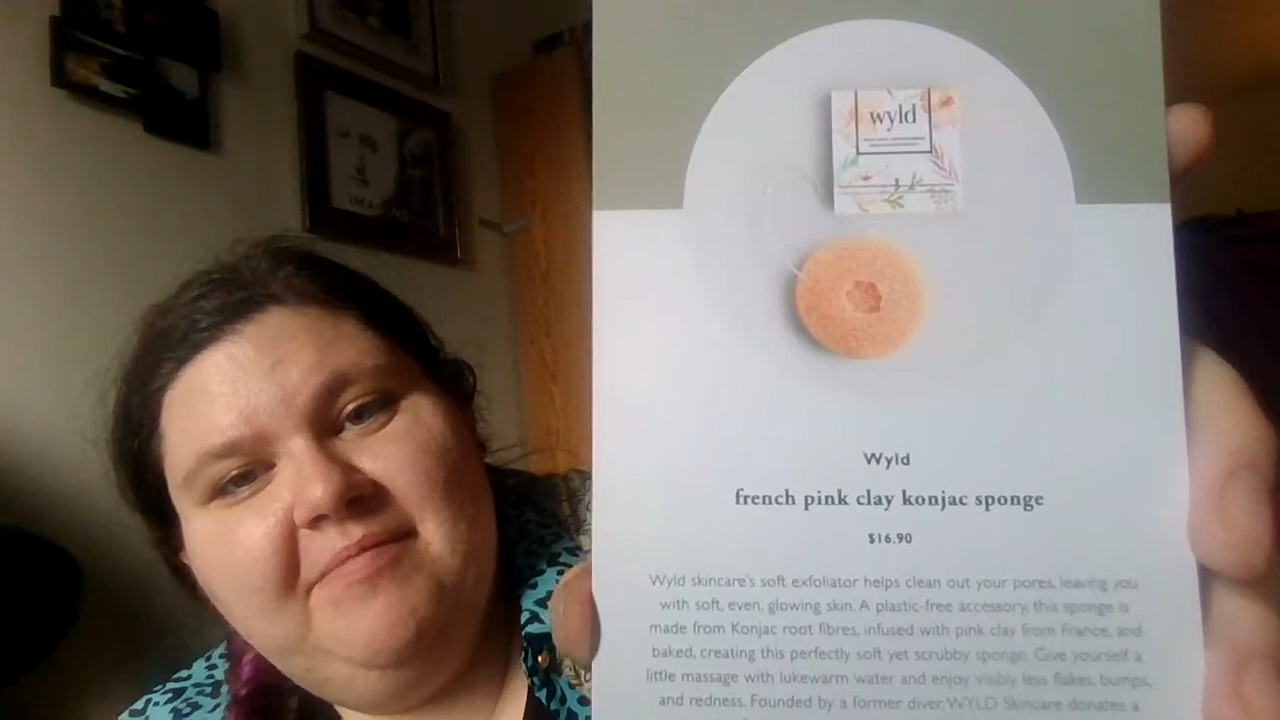 IMAGINE
wyld
Wyld
french pink clay konjac sponge
$16.90
Wyld skincare's soft exfoliator helps clean out your pores, leaving you
with soft, even, glowing skin. A plastic-free accessory, this sponge is
made from Konjac root fibres, infused with pink clay from France, and
baked, creating this perfectly soft yet scrubby sponge. Give yourself a
little massage with lukewarm water and enjoy visibly less flakes, bumps,
and redness. Founded by a former diver, WYLD Skincare donates a